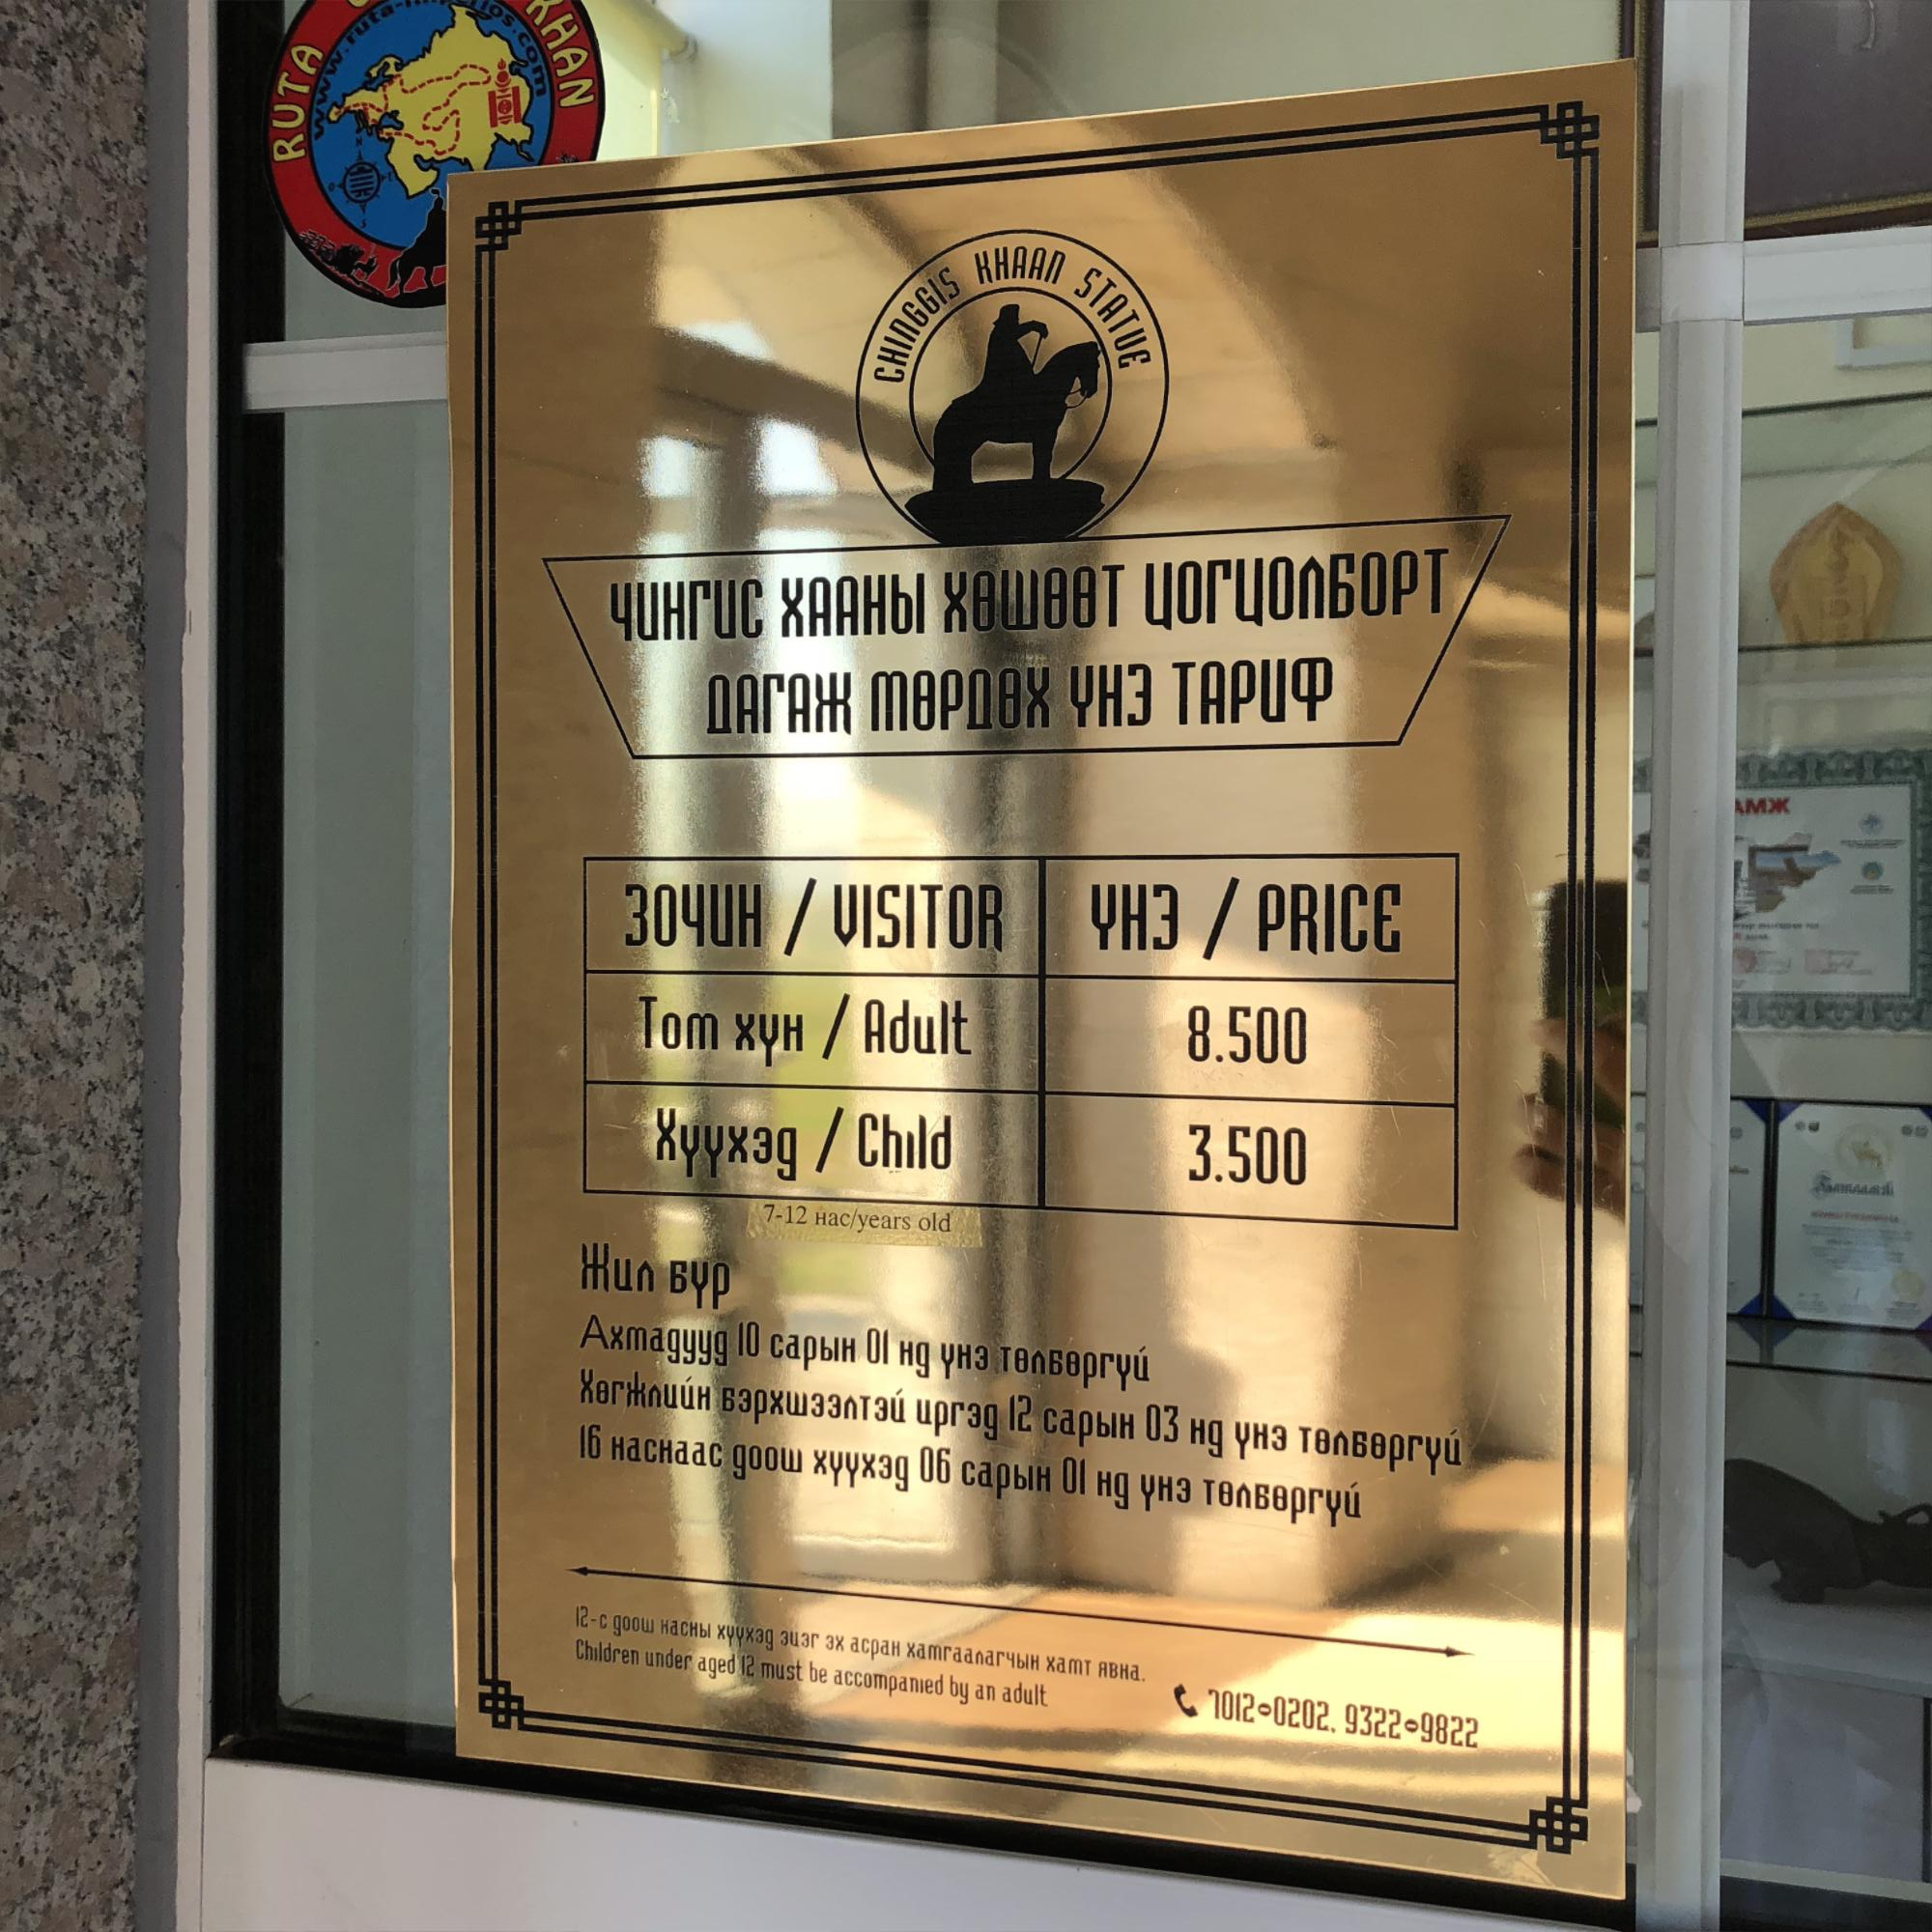 RUTA KHAN
CHINGGIS KHAAN STATUE
ЧИНГИС ХААНЫ ХӨШӨӨТ ЦОГЦОЛБОРТ
ДАГАЖ МӨРДӨХ ҮНЭ ТАРИФ
ЗОЧИН / VISITOR ҮНЭ / PRICE
Том хүн / Adult 8.500
Хүүхэд / Child 3.500
7-12 нас/years old
Жил бүр
Ахмадууд 10 сарын 01 нд үнэ төлбөргүй
Хөгжлийн бэрхшээлтэй иргэд 12 сарын 03 нд үнэ төлбөргүй
16 наснаас доош хүүхэд 06 сарын 01 нд үнэ төлбөргүй
12-с доош насны хүүхэд эцэг эх асран хамгаалагчын хамт явна.
Children under aged 12 must be accompanied by an adult
7012-0202, 9322-9822